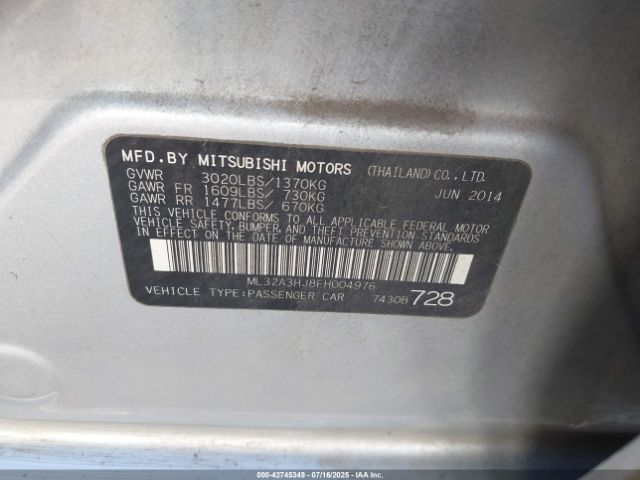 MFD.BY MITSUBISHI MOTORS (THAILAND) CO.,LTD.
GVWR 3020LBS/1370KG JUN 2014
GAWR FR 1609LBS/ 730KG
GAWR RR 1477LBS/ 670KG
THIS VEHICLE CONFORMS TO ALL APPLICABLE FEDERAL MOTOR
VEHICLE SAFETY, BUMPER, AND THEFT PREVENTION STANDARDS
IN EFFECT ON THE DATE OF MANUFACTURE SHOWN ABOVE.
ML32A3HJ8FH004976
VEHICLE TYPE:PASSENGER CAR 7430B 728
000-42745349 - 07/16/2025 - IAAI.COM